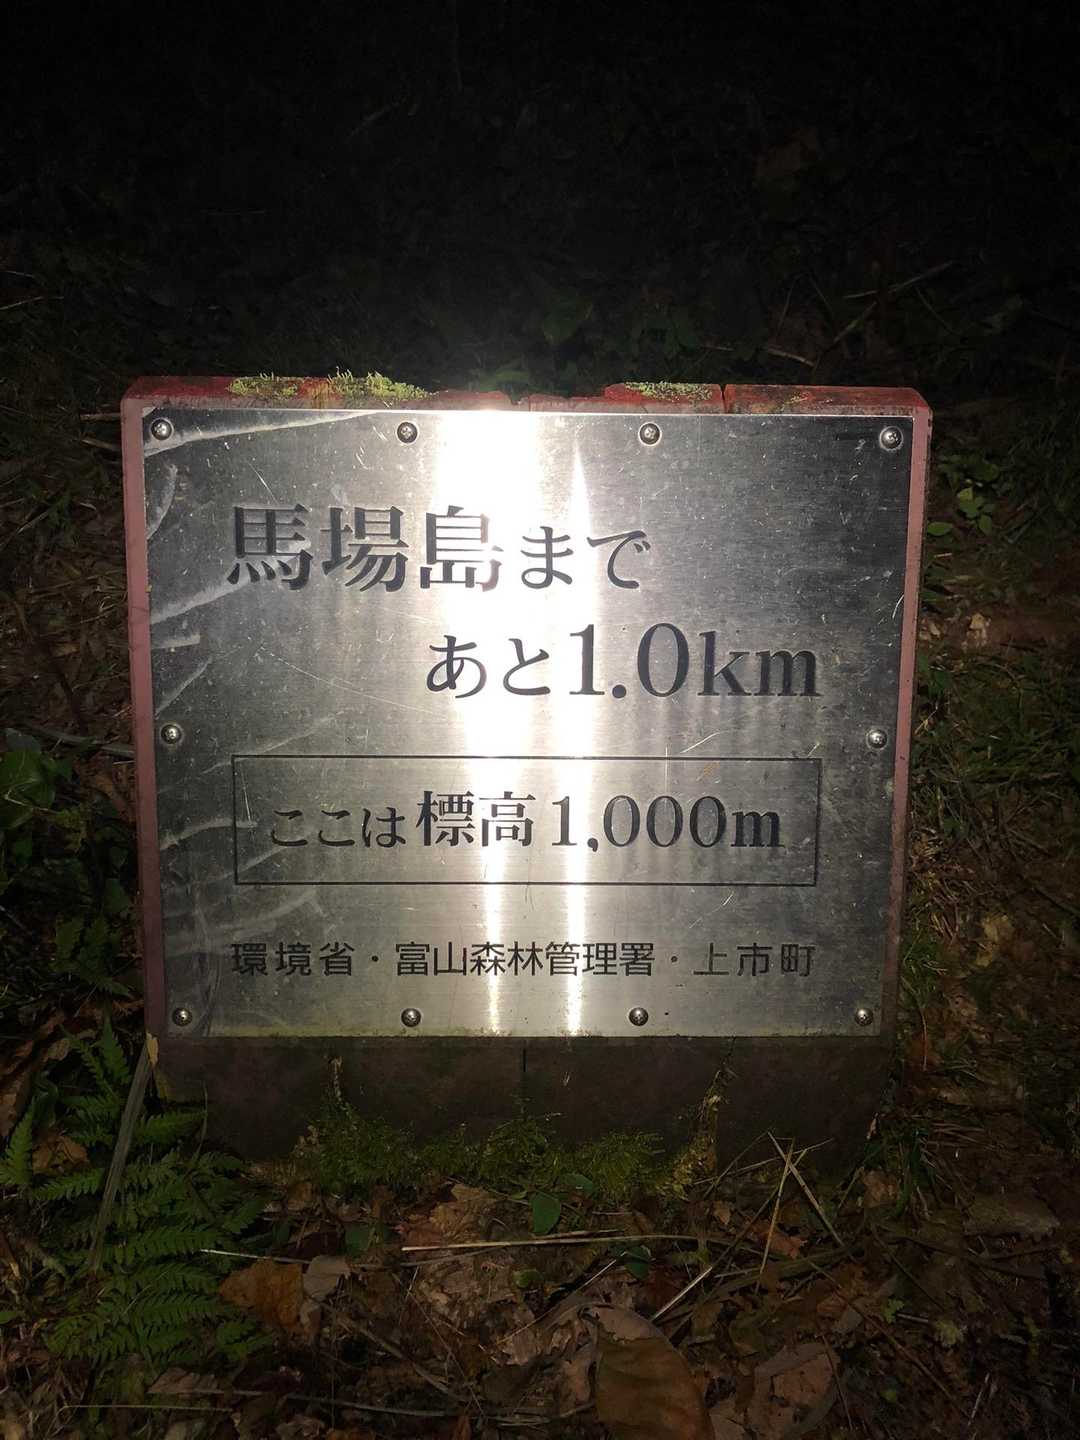 馬場島まで
あと1.0km
ここは標高1,000m
環境省・富山森林管理署・上市町